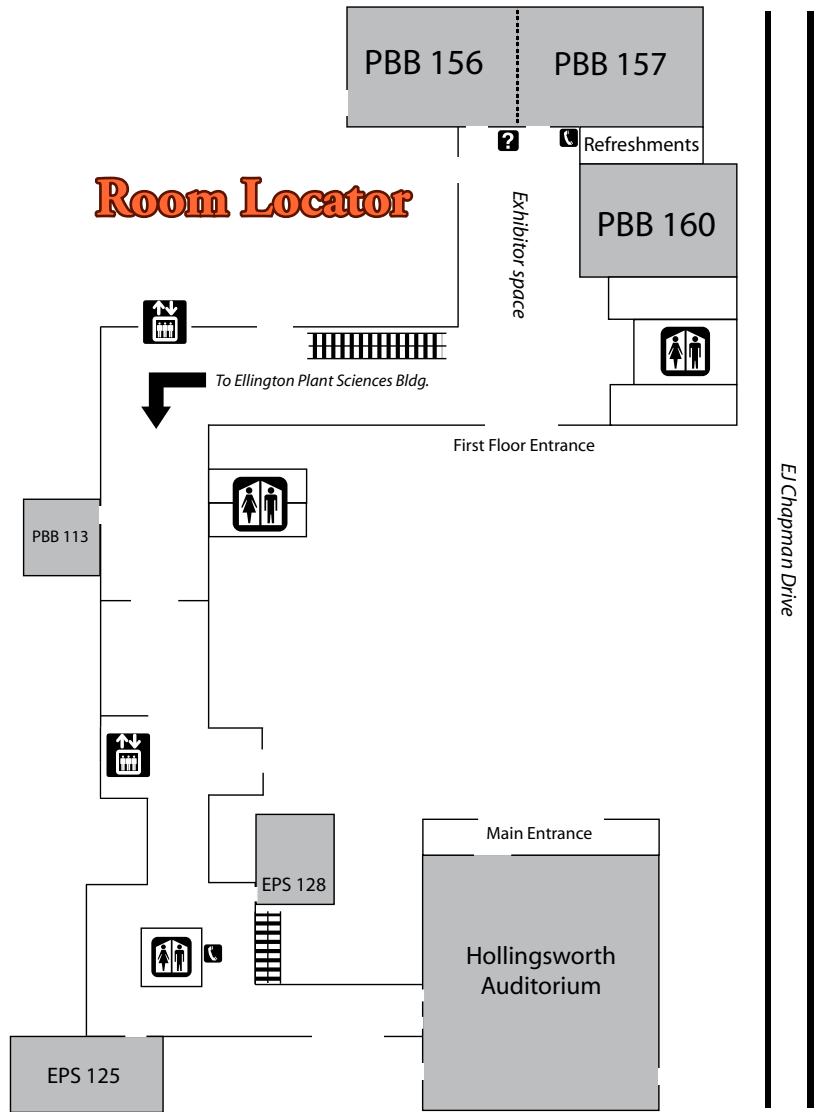 PBB 156
PBB 157
?
Refreshments
Room Locator
Exhibitor space
PBB 160
To Ellington Plant Sciences Bldg.
First Floor Entrance
EJ Chapman Drive
PBB 113
Main Entrance
EPS 128
Hollingsworth
Auditorium
EPS 125